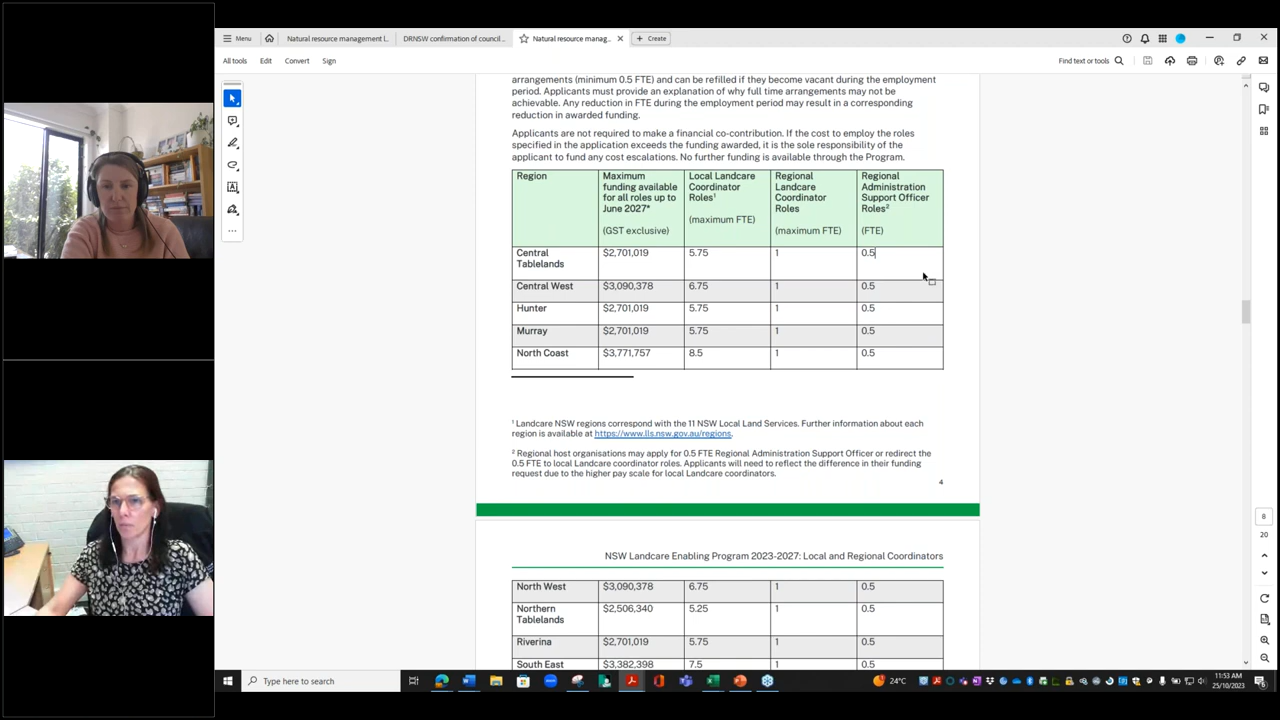 Menu
Natural resource management l..
DRNSW confirmation of council...
Natural resource manag..
Create
All tools
Edit
Convert
Sign
Find text or tools
arrangements (minimum 0.5 FTE) and can be refilled if they become vacant during the employment
period. Applicants must provide an explanation of why full time arrangements may not be
achievable. Any reduction in FTE during the employment period may result in a corresponding
reduction in awarded funding.
Applicants are not required to make a financial co-contribution. If the cost to employ the roles
specified in the application exceeds the funding awarded, it is the sole responsibility of the
applicant to fund any cost escalations. No further funding is available through the Program.
Region
Maximum
funding available
for all roles up to
June 2027*
(GST exclusive)
Local Landcare
Coordinator
Roles¹
(maximum FTE)
Regional
Landcare
Coordinator
Roles
(maximum FTE)
Regional
Administration
Support Officer
Roles²
(FTE)
Central
Tablelands
$2,701,019
5.75
1
0.5
Central West
$3,090,378
6.75
1
0.5
Hunter
$2,701,019
5.75
1
0.5
Murray
$2,701,019
5.75
1
0.5
North Coast
$3,771,757
8.5
1
0.5
¹ Landcare NSW regions correspond with the 11 NSW Local Land Services. Further information about each
region is available at https://www.lls.nsw.gov.au/regions.
² Regional host organisations may apply for 0.5 FTE Regional Administration Support Officer or redirect the
0.5 FTE to local Landcare coordinator roles. Applicants will need to reflect the difference in their funding
request due to the higher pay scale for local Landcare coordinators.
4
NSW Landcare Enabling Program 2023-2027: Local and Regional Coordinators
North West
$3,090,378
6.75
1
0.5
Northern
Tablelands
$2,506,340
5.25
1
0.5
Riverina
$2,701,019
5.75
1
0.5
South East
$3,382,398
7.5
1
0.5
8
20
Type here to search
24°C
11:53 AM
25/10/2023